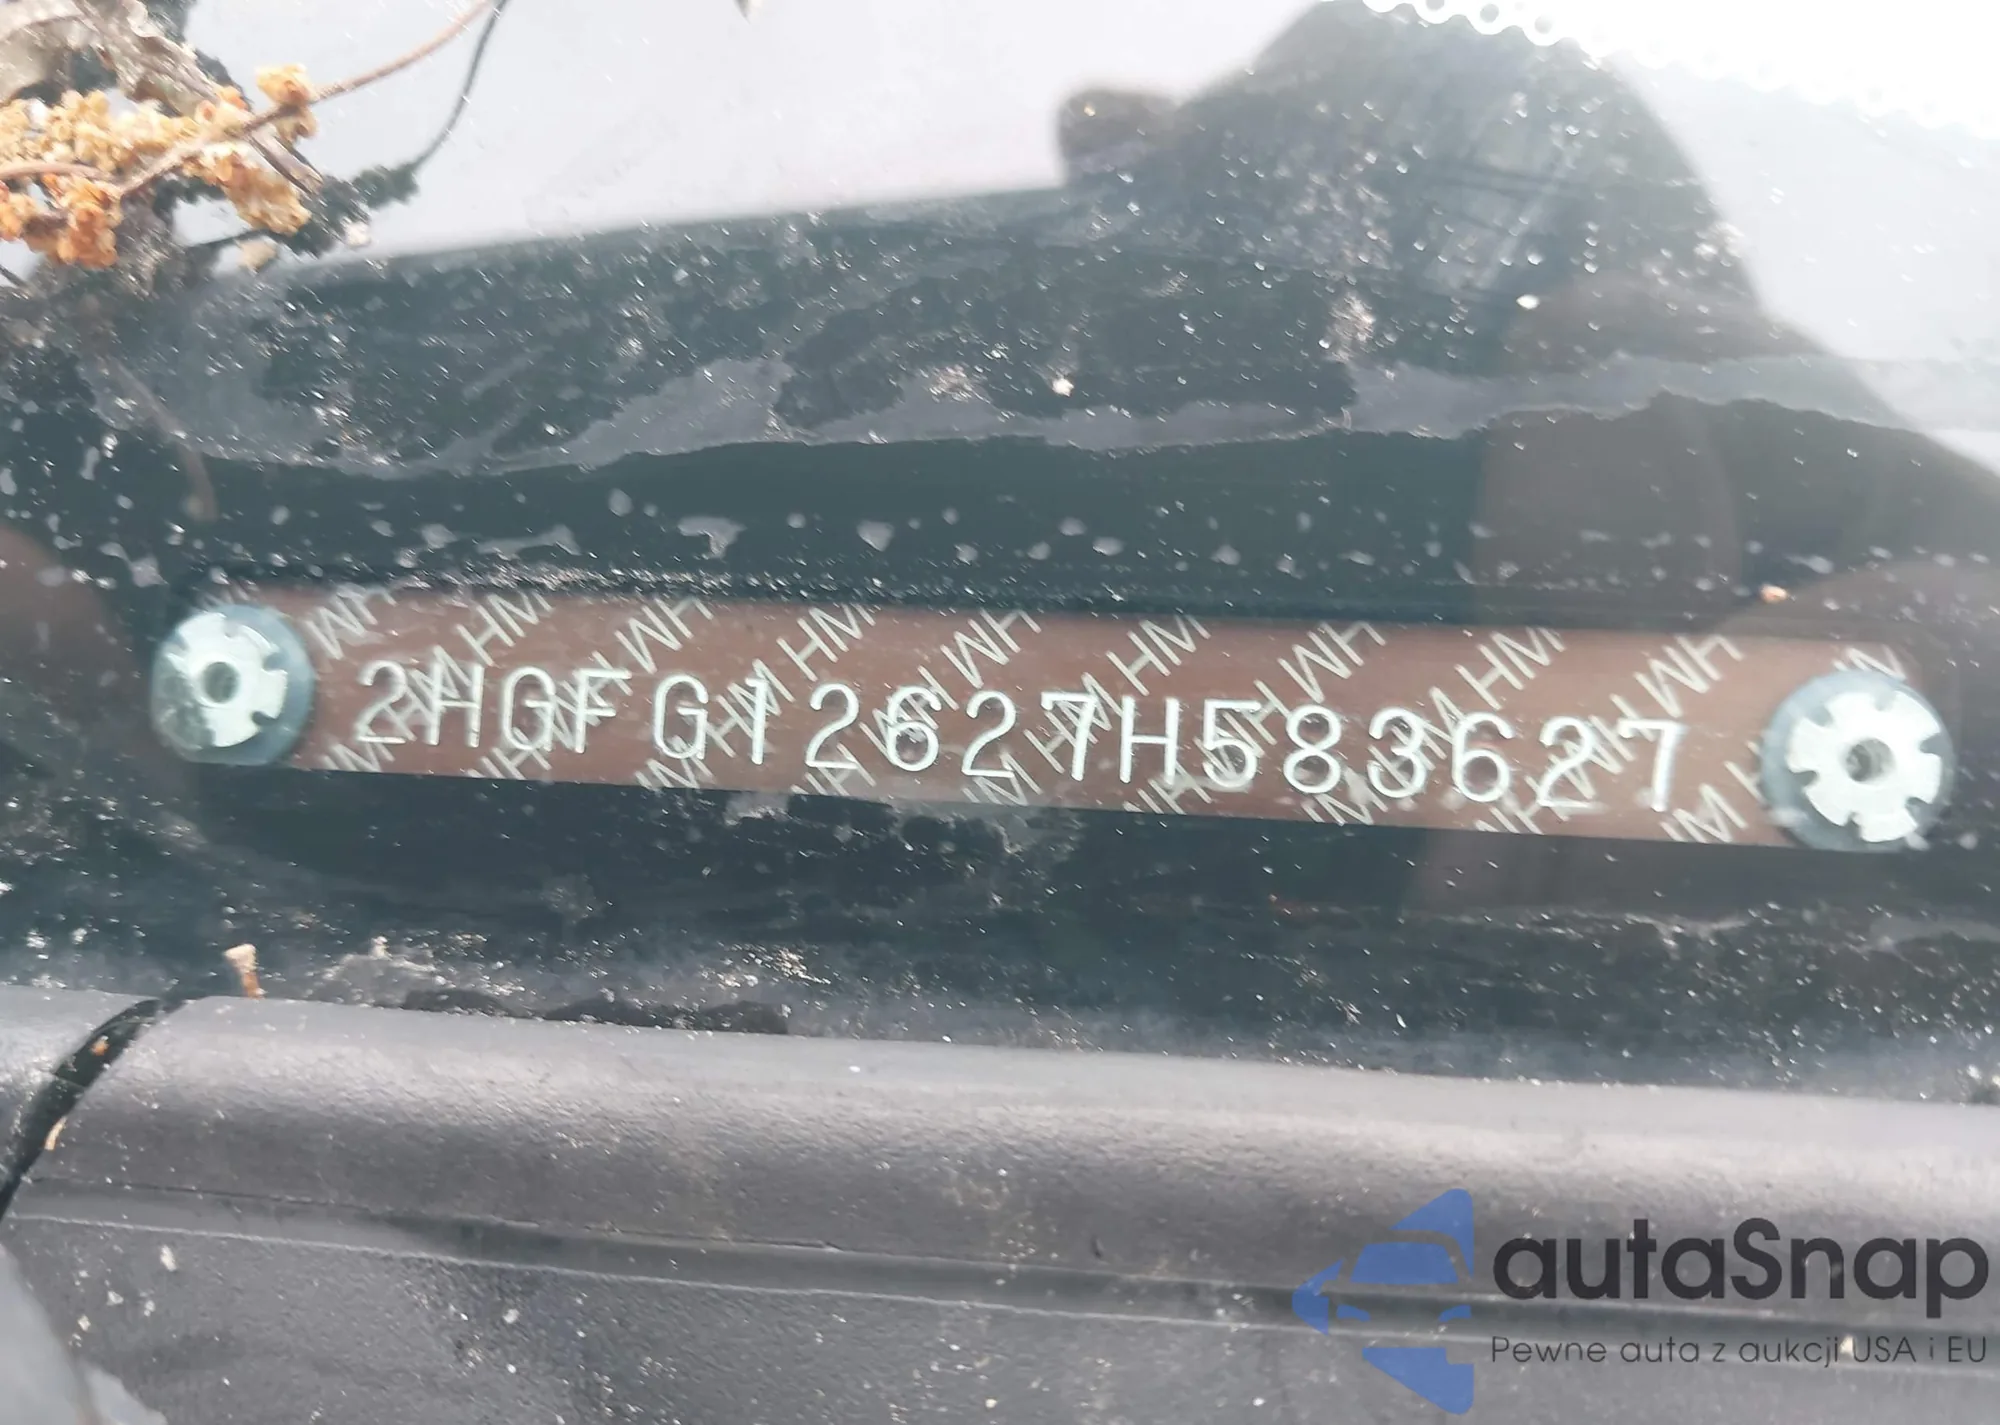 2HGFG12627H583627
autaSnap
Pewne auta z aukcji USA i EU